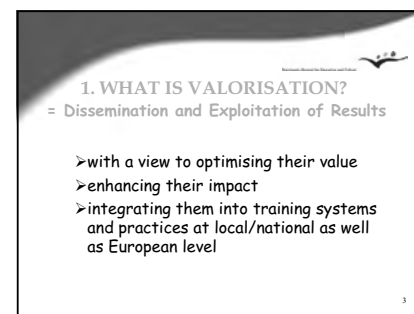 1. WHAT IS VALORISATION?
= Dissemination and Exploitation of Results
➢with a view to optimising their value
➢enhancing their impact
➢integrating them into training systems
and practices at local/national as well
as European level
3